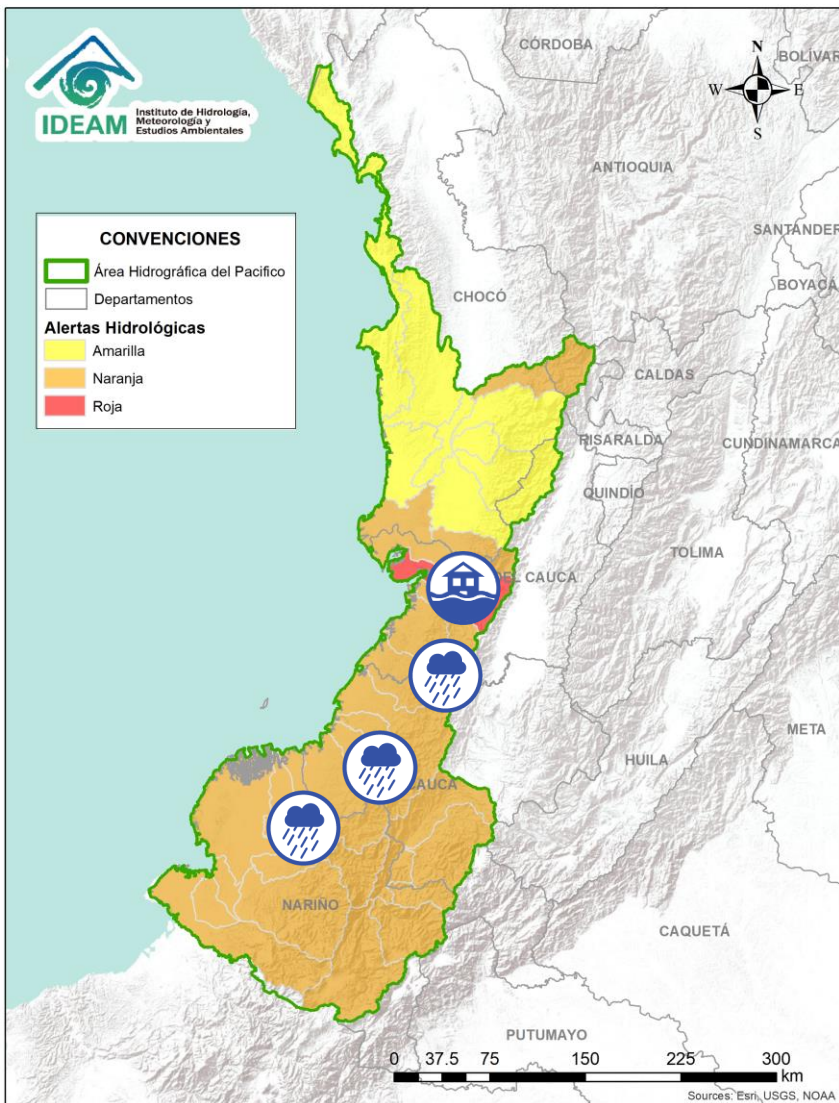 IDEAM
Instituto de Hidrología,
Meteorología y
Estudios Ambientales
CÓRDOBA
BOLÍVAR
N
W
E
S
ANTIOQUIA
SANTANDER
BOYACÁ
CONVENCIONES
Área Hidrográfica del Pacifico
Departamentos
Alertas Hidrológicas
Amarilla
Naranja
Roja
CHOCÓ
CALDAS
RISARALDA
CUNDINAMARCA
QUINDÍO
TOLIMA
DEL CAUCA
META
HUILA
CAUCA
NARIÑO
CAQUETÁ
PUTUMAYO
0 37.5 75 150 225 300
km
Sources: Esri, USGS, NOAA